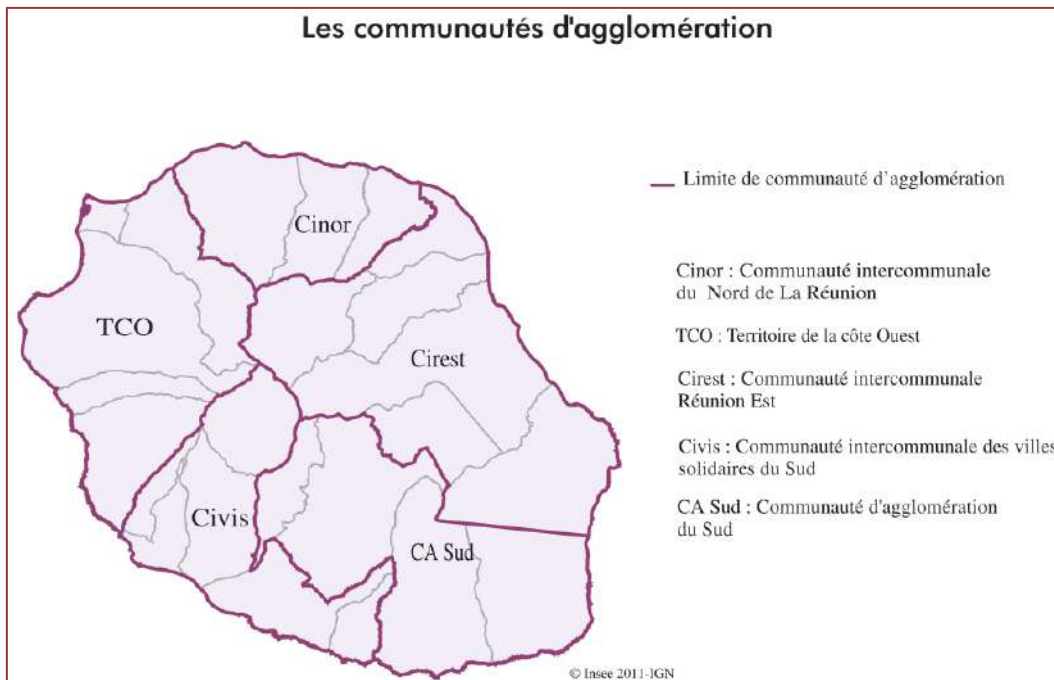 Les communautés d'agglomération
Limite de communauté d'agglomération
Cinor
TCO
Cirest
Civis
CA Sud
Cinor : Communauté intercommunale
du Nord de La Réunion
TCO : Territoire de la côte Ouest
Cirest : Communauté intercommunale
Réunion Est
Civis : Communauté intercommunale des villes
solidaires du Sud
CA Sud : Communauté d'agglomération
du Sud
© Insee 2011-IGN